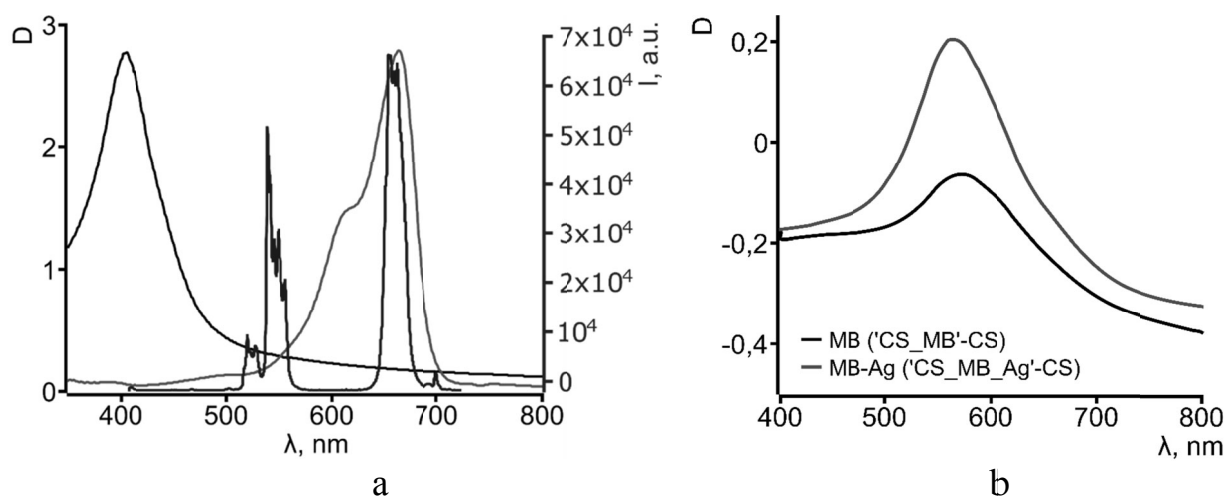 D
3
2
1
0
400 500 600 700 800
λ, nm
7x10⁴
6x10⁴
5x10⁴
4x10⁴
3x10⁴
2x10⁴
10⁴
0
I, a.u.
a
D
0,2
0
-0,2
-0,4
MB ('CS_MB'-CS)
MB-Ag ('CS_MB_Ag'-CS)
400 500 600 700 800
λ, nm
b